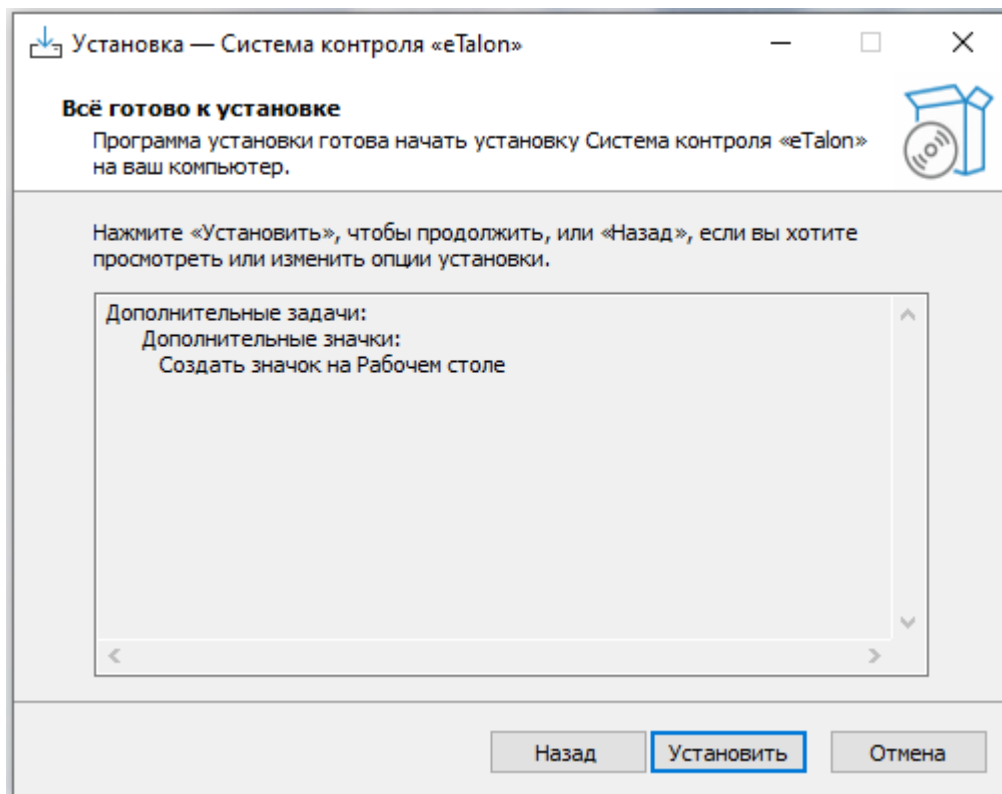 Установка — Система контроля «eTalon»
Всё готово к установке
Программа установки готова начать установку Система контроля «eTalon»
на ваш компьютер.
Нажмите «Установить», чтобы продолжить, или «Назад», если вы хотите
просмотреть или изменить опции установки.
Дополнительные задачи:
Дополнительные значки:
Создать значок на Рабочем столе
Назад
Установить
Отмена